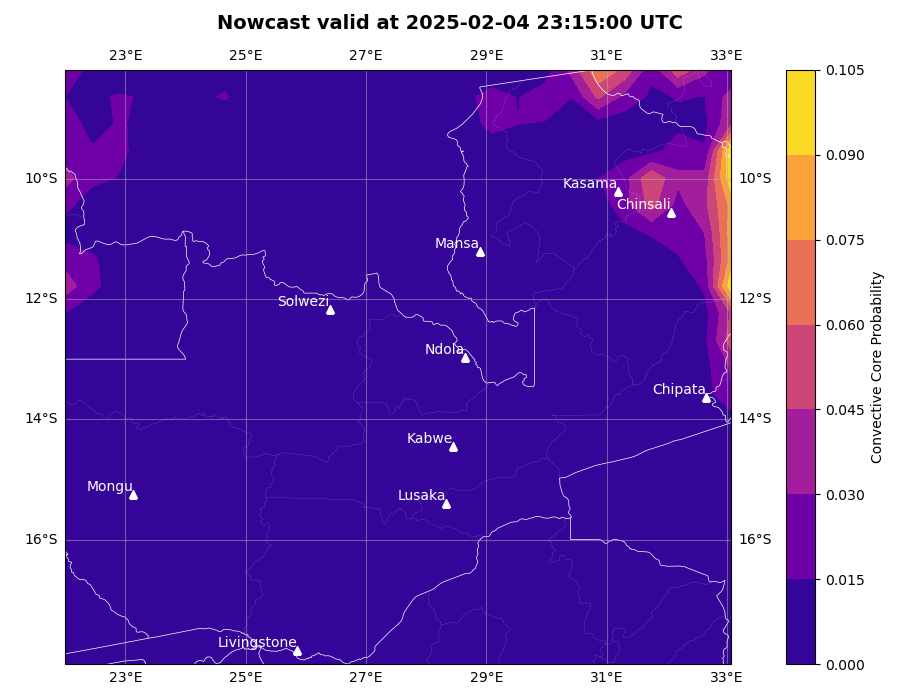 Nowcast valid at 2025-02-04 23:15:00 UTC
23°E 25°E 27°E 29°E 31°E 33°E
0.105
0.090
10°S 10°S
Kasama
Chinsali
0.075
Mansa
12°S 12°S
Solwezi
0.060
Ndola
Chipata
0.045
14°S 14°S
Kabwe
Mongu
Lusaka
0.030
16°S 16°S
0.015
Livingstone
0.000
23°E 25°E 27°E 29°E 31°E 33°E
Convective Core Probability